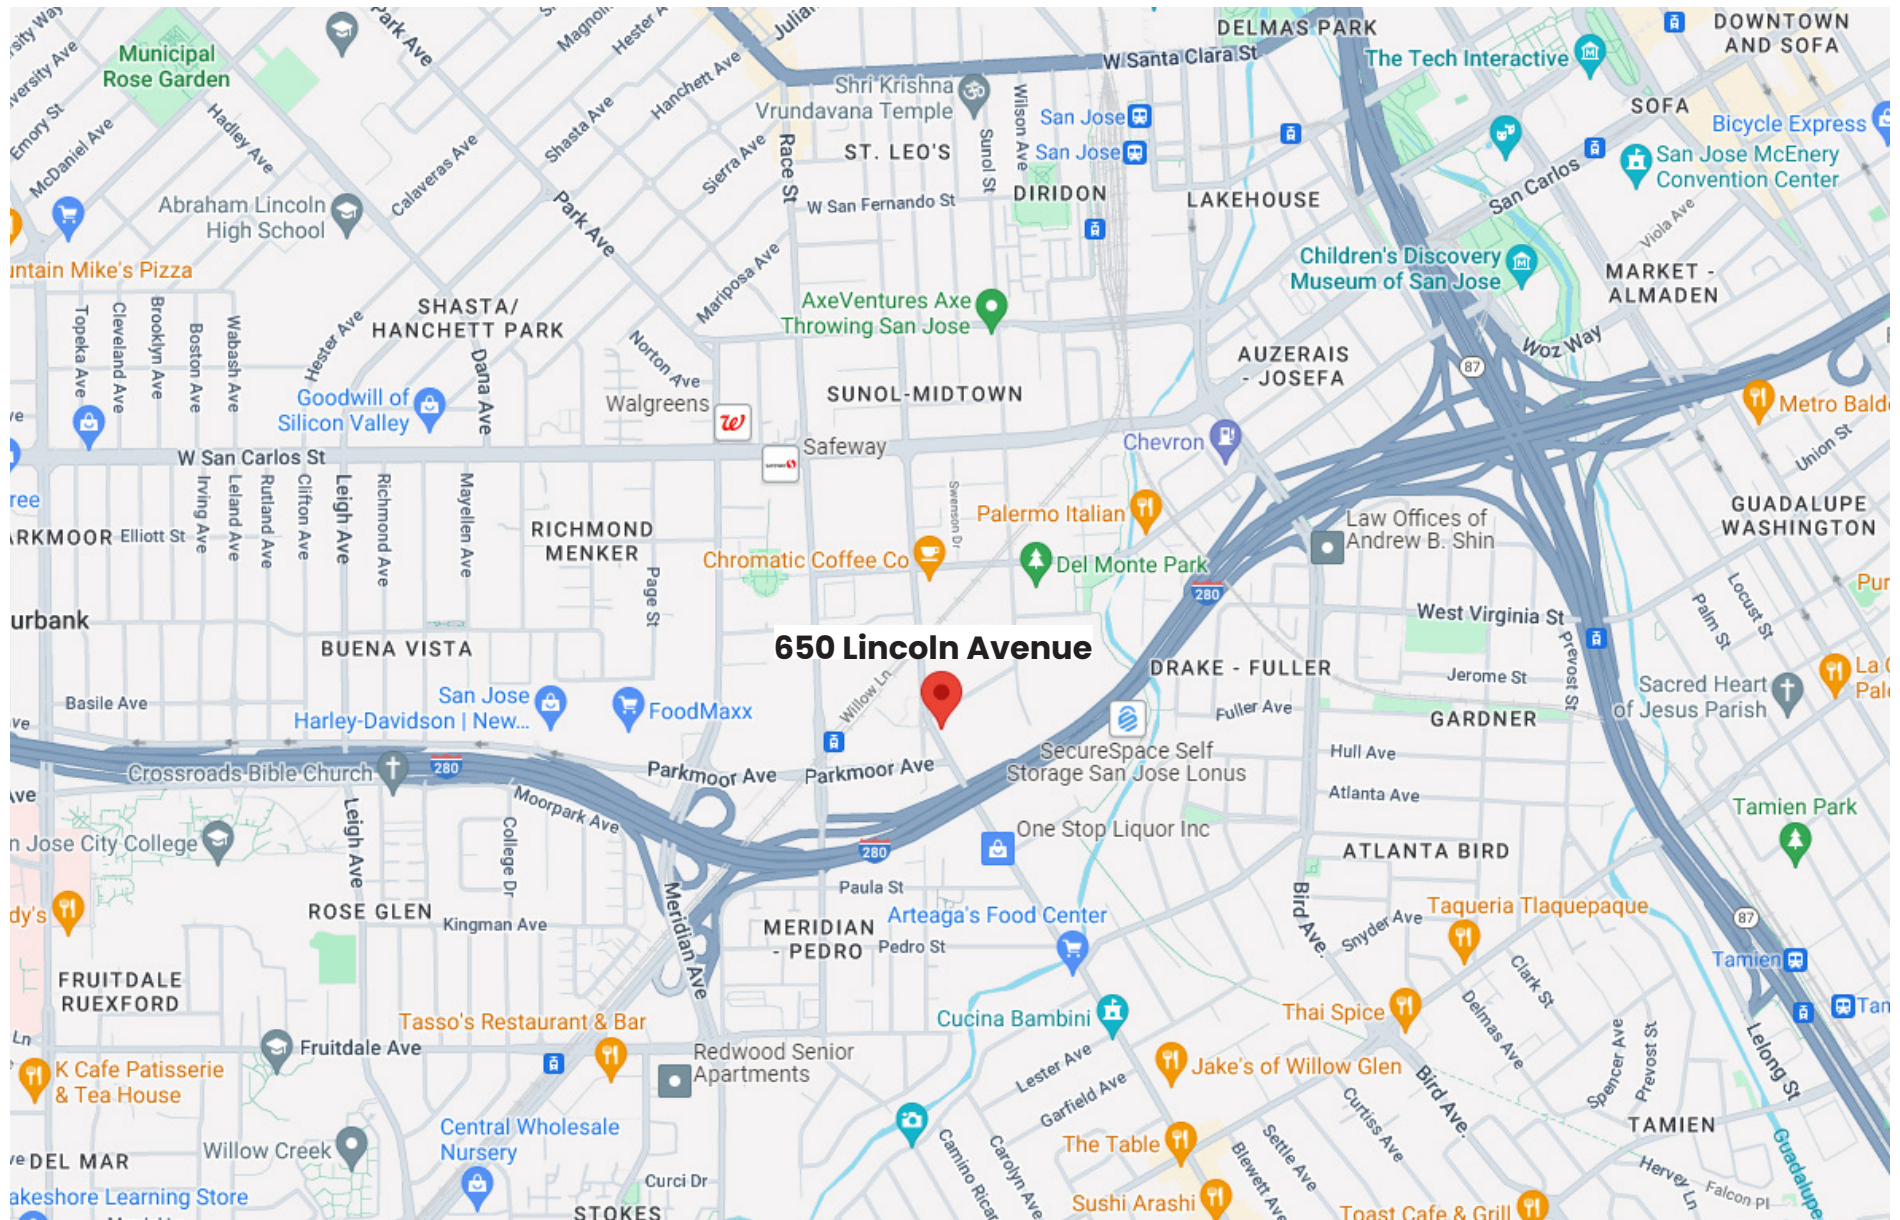 DELMAS PARK
DOWNTOWN
AND SOFA
Municipal
Rose Garden
Park Ave
Hester A
Hanchett Ave
W Santa Clara St
The Tech Interactive
Shri Krishna
Vrundavana Temple
Wilson Ave
San Jose
San Jose
SOFA
Bicycle Express
San Jose McEnery
Convention Center
Emory St
McDaniel Ave
Hadley Ave
Calaveras Ave
Shasta Ave
Sierra Ave
Race St
ST. LEO'S
Sunol St
DIRIDON
LAKEHOUSE
San Carlos
Viola Ave
Abraham Lincoln
High School
Park Ave
W San Fernando St
Mariposa Ave
Children's Discovery
Museum of San Jose
MARKET -
ALMADEN
untain Mike's Pizza
Topeka Ave
Cleveland Ave
Brooklyn Ave
Boston Ave
Wabash Ave
Hester Ave
SHASTA/
HANCHETT PARK
Dana Ave
Norton Ave
AxeVentures Axe
Throwing San Jose
AUZERAIS
- JOSEFA
87
Woz Way
Goodwill of
Silicon Valley
Walgreens
SUNOL-MIDTOWN
Metro Bald
Union St
W San Carlos St
Safeway
Chevron
ree
Irving Ave
Leland Ave
Rutland Ave
Clifton Ave
Leigh Ave
Richmond Ave
Mayellen Ave
Swenson Dr
Palermo Italian
Law Offices of
Andrew B. Shin
GUADALUPE
WASHINGTON
ARKMOOR
Elliott St
RICHMOND
MENKER
Page St
Chromatic Coffee Co
Del Monte Park
280
Locust St
Palm St
Pur
urbank
BUENA VISTA
650 Lincoln Avenue
West Virginia St
Prevost St
DRAKE - FULLER
Jerome St
La
Pal
Sacred Heart
of Jesus Parish
Basile Ave
San Jose
Harley-Davidson | New...
FoodMaxx
Willow Ln
Fuller Ave
GARDNER
Hull Ave
Crossroads Bible Church
280
Parkmoor Ave
Parkmoor Ave
SecureSpace Self
Storage San Jose Lonus
Atlanta Ave
Tamien Park
Moorpark Ave
Leigh Ave
College Dr
n Jose City College
280
One Stop Liquor Inc
ATLANTA BIRD
Paula St
dy's
ROSE GLEN
Kingman Ave
Meridian Ave
MERIDIAN
- PEDRO
Arteaga's Food Center
Pedro St
Bird Ave.
Snyder Ave
Taqueria Tlaquepaque
87
Tamien
FRUITDALE
RUEXFORD
Clark St
Delmas Ave
Thai Spice
Tan
Tasso's Restaurant & Bar
Cucina Bambini
Fruitdale Ave
Redwood Senior
Apartments
Lester Ave
Garfield Ave
Jake's of Willow Glen
Bird Ave.
Spencer Ave
Prevost St
Lelong St
K Cafe Patisserie
& Tea House
Curtiss Ave
Central Wholesale
Nursery
Willow Creek
DEL MAR
Camino Ricar
Carolyn Ave
The Table
Settle Ave
Blewett Ave
TAMIEN
Hervey Ln
Falcon Pl
Guadalupe
akeshore Learning Store
Curci Dr
STOKES
Sushi Arashi
Toast Cafe & Grill